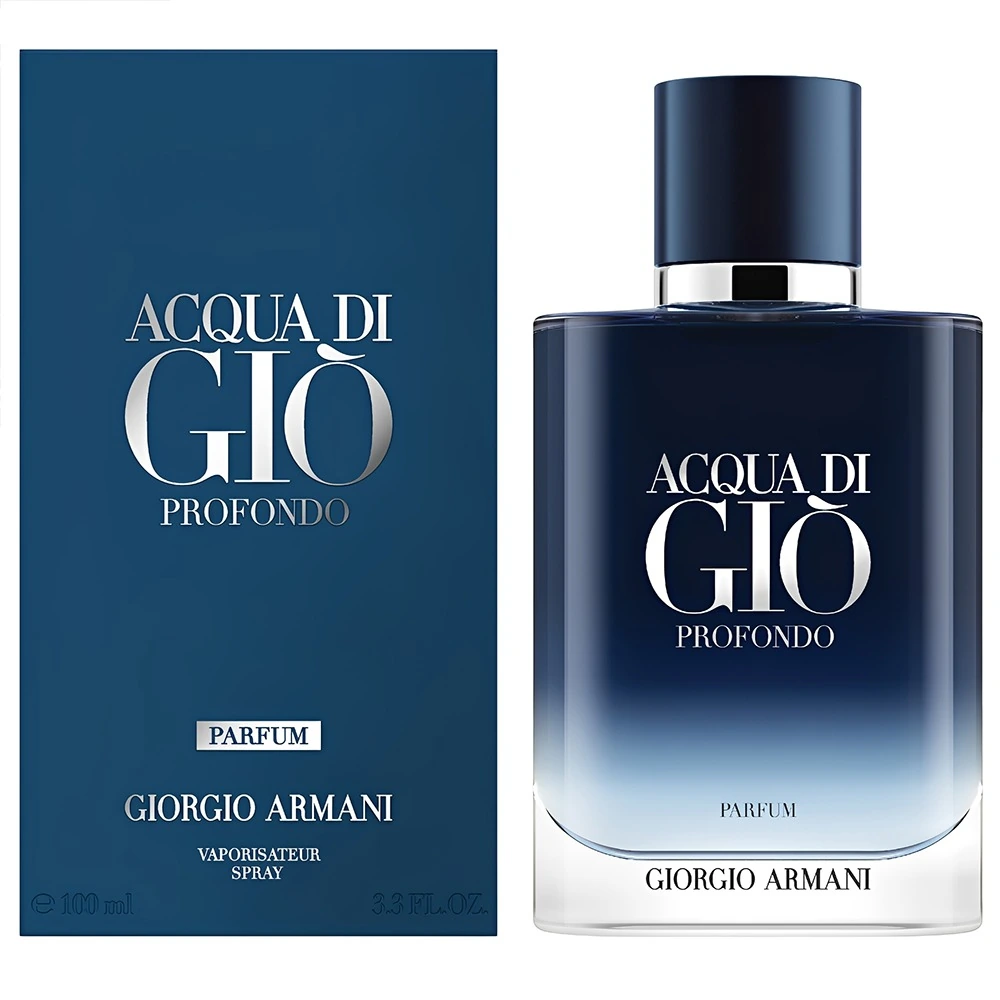 ACQUA DI
GIÒ
PROFONDO
PARFUM
GIORGIO ARMANI
VAPORISATEUR
SPRAY
℮ 100 ml
3.3 FL.OZ.
ACQUA DI
GIÒ
PROFONDO
PARFUM
GIORGIO ARMANI